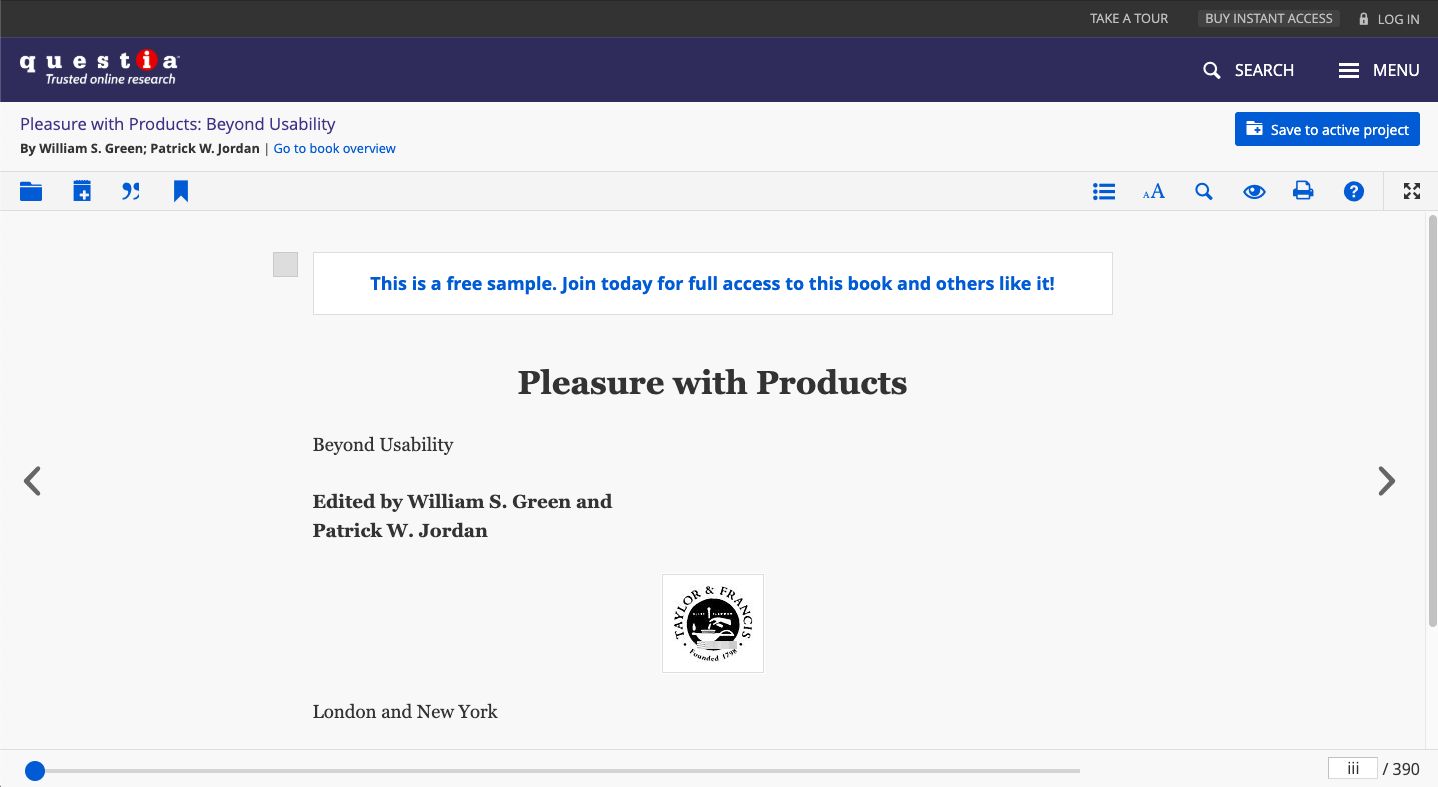 TAKE A TOUR BUY INSTANT ACCESS LOG IN
questia
Trusted online research
SEARCH MENU
Pleasure with Products: Beyond Usability
By William S. Green; Patrick W. Jordan | Go to book overview
Save to active project
This is a free sample. Join today for full access to this book and others like it!
Pleasure with Products
Beyond Usability
Edited by William S. Green and
Patrick W. Jordan
TAYLOR & FRANCIS
Founded 1798
London and New York
iii / 390